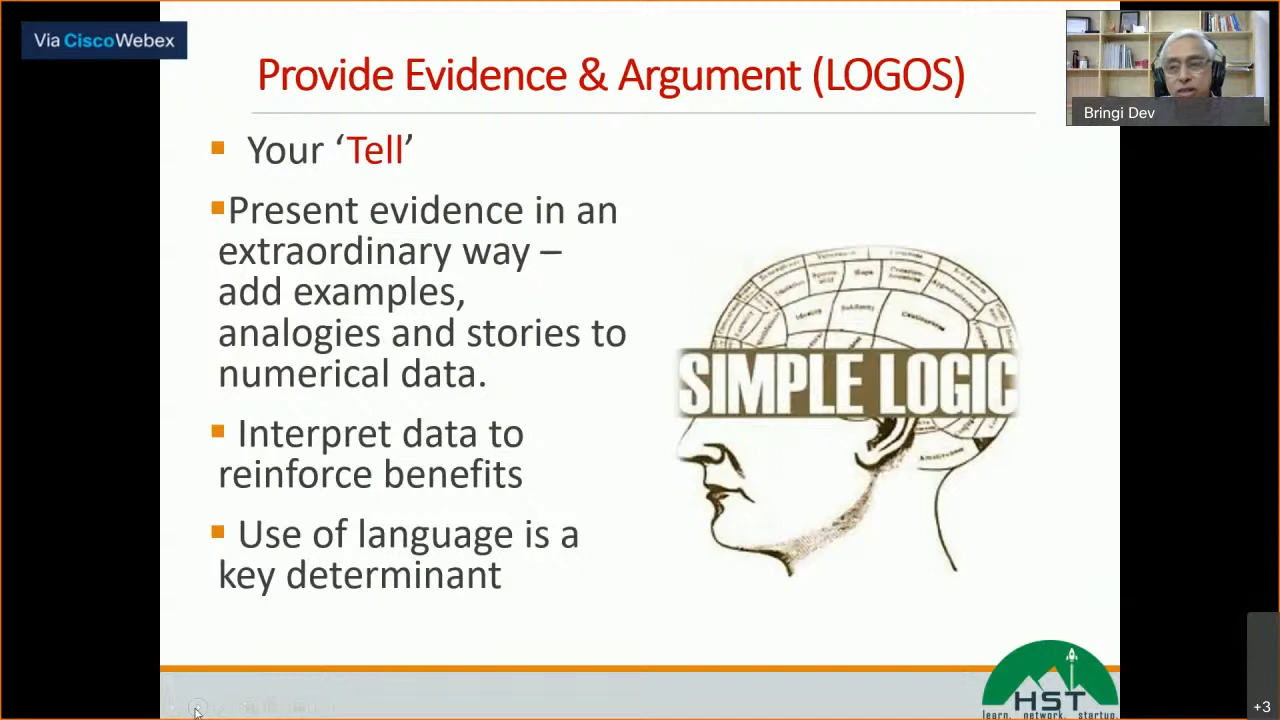 Via CiscoWebex
Provide Evidence & Argument (LOGOS)
Bringi Dev
Your ‘Tell’
Present evidence in an
extraordinary way –
add examples,
analogies and stories to
numerical data.
Interpret data to
reinforce benefits
Use of language is a
key determinant
SIMPLE LOGIC
HST
learn. network. startup.
+3